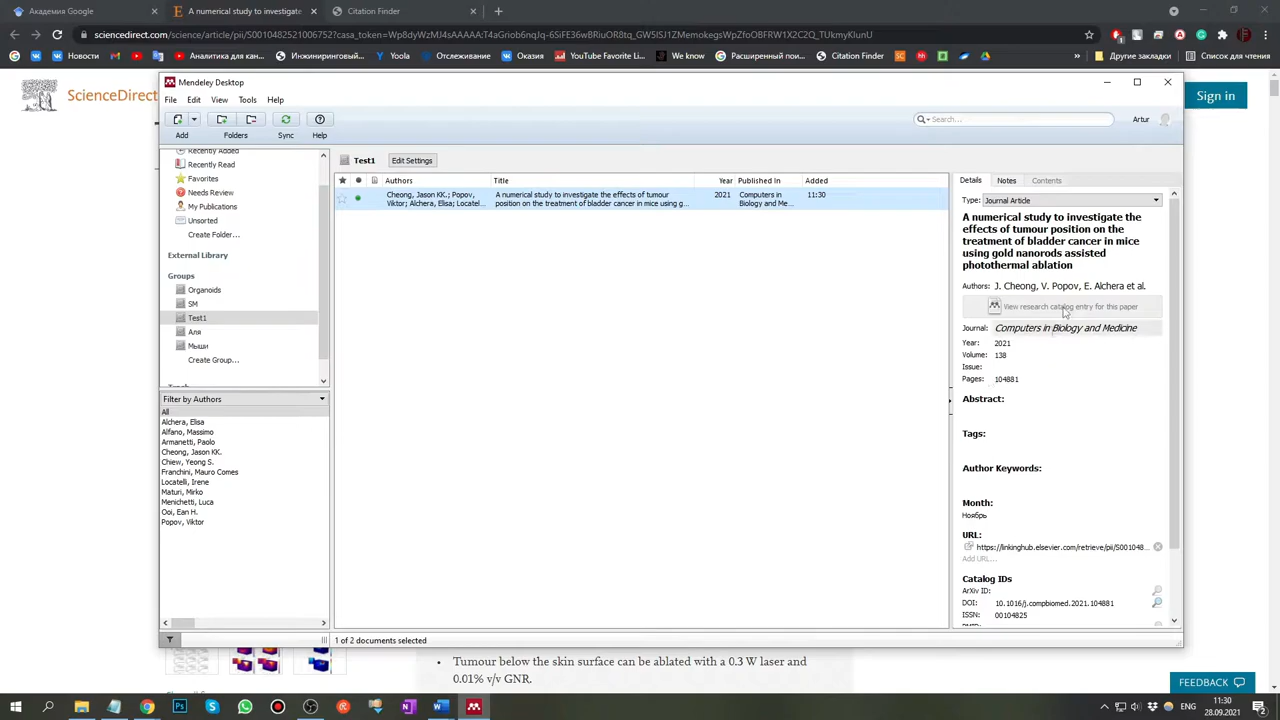 Академия Google
A numerical study to investigate
Citation Finder
sciencedirect.com/science/article/pii/S0010482521006752?casa_token=
Приложения
Новости
Аналитика для кан...
Инжиниринговый...
Отслеживание
Океан
YouTube Favorite Li...
We Know
Расширенный пои...
Citation Finder
»
Другие закладки
Список для чтения
ScienceDirect
Sign in
Mendeley Desktop
File
Edit
View
Tools
Help
Add
Folders
Sync
Help
Search...
Artur
Recently Added
Recently Read
Favorites
Needs Review
My Publications
Unsorted
Create Folder...
External Library
Groups
Organoids
SM
Test1
Аля
Мыши
Create Group...
Filter by Authors
All
Alchera, Elisa
Alfano, Massimo
Armanetti, Paolo
Cheong, Jason KK.
Chiew, Yeong S.
Franchini, Mauro Comes
Locatelli, Irene
Maturi, Mirko
Menichetti, Luca
Ooi, Ean H.
Popov, Viktor
Test1
Edit Settings
Authors Title Year Published In Added
Cheong, Jason KK.; Popov, A numerical study to investigate the effects of tumour 2021 Computers in 11:30
Viktor; Alchera, Elisa; Locatel... position on the treatment of bladder cancer in mice using g... Biology and Me...
1 of 2 documents selected
Details
Notes
Contents
Type: Journal Article
A numerical study to investigate the
effects of tumour position on the
treatment of bladder cancer in mice
using gold nanorods assisted
photothermal ablation
Authors: J. Cheong, V. Popov, E. Alchera et al.
View research catalog entry for this paper
Journal: Computers in Biology and Medicine
Year: 2021
Volume: 138
Issue:
Pages: 104881
Abstract:
Tags:
Author Keywords:
Month:
Ноябрь
URL:
https://linkinghub.elsevier.com/retrieve/pii/S001048...
Add URL...
Catalog IDs
ArXiv ID:
DOI: 10.1016/j.compbiomed.2021.104881
ISSN: 00104825
• Tumour below the skin surface can be ablated with a 0.3 W laser and
0.01% v/v GNR.
FEEDBACK
11:30
28.09.2021